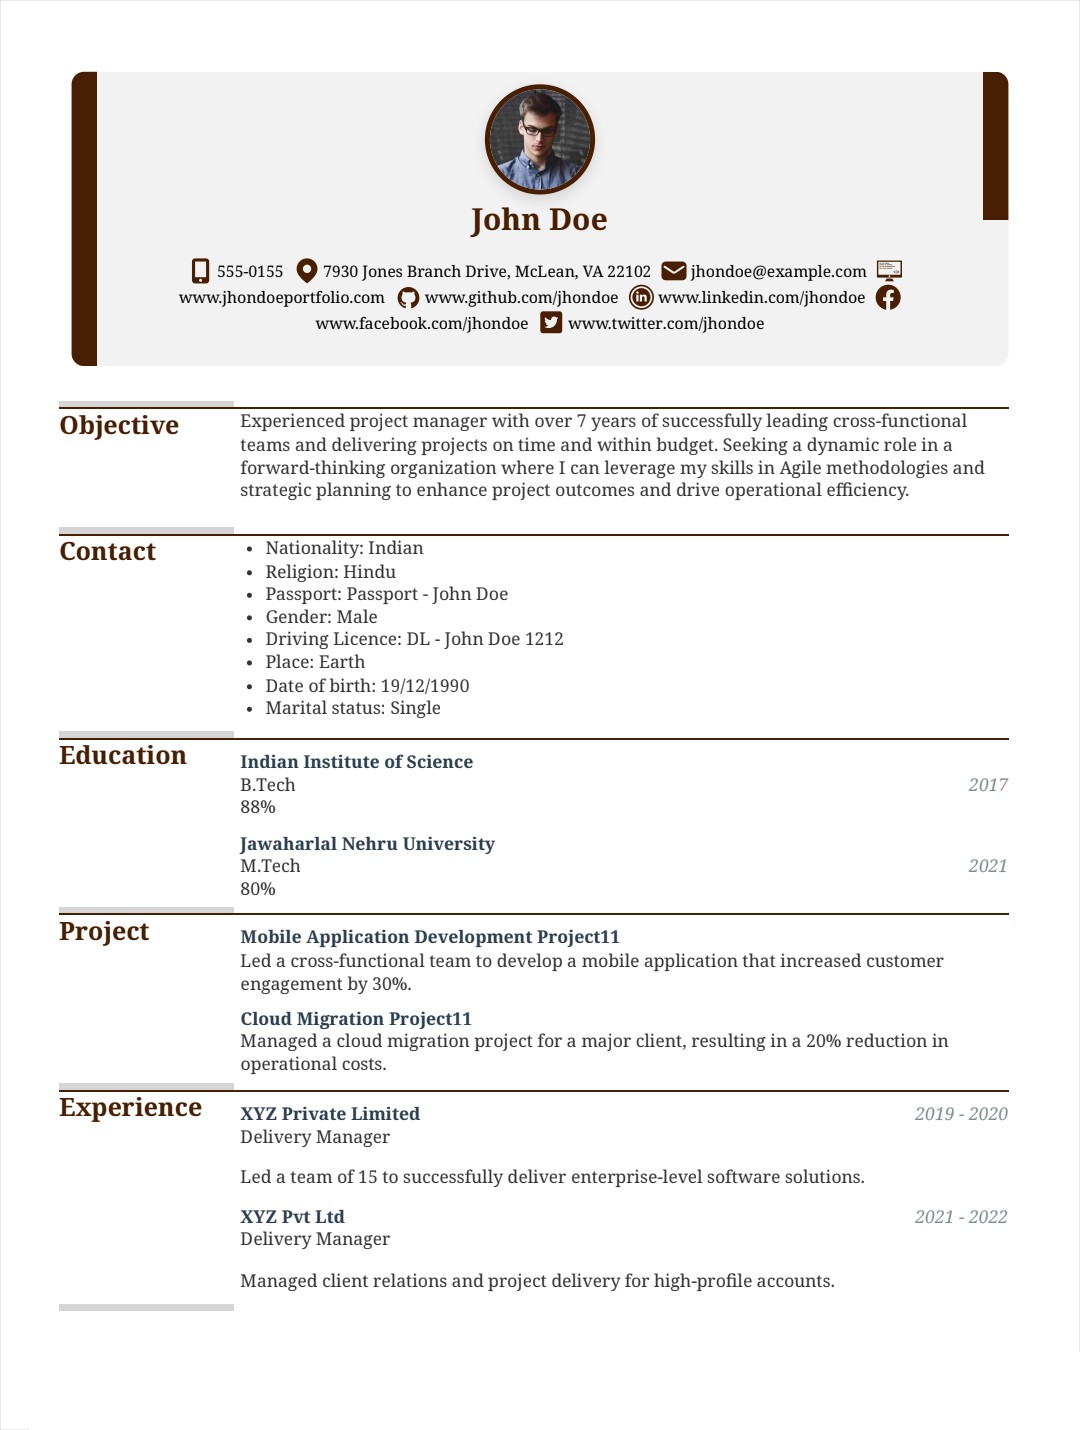 John Doe
555-0155 7930 Jones Branch Drive, McLean, VA 22102 jhondoe@example.com
www.jhondoeportfolio.com www.github.com/jhondoe www.linkedin.com/jhondoe
www.facebook.com/jhondoe www.twitter.com/jhondoe
Objective
Experienced project manager with over 7 years of successfully leading cross-functional
teams and delivering projects on time and within budget. Seeking a dynamic role in a
forward-thinking organization where I can leverage my skills in Agile methodologies and
strategic planning to enhance project outcomes and drive operational efficiency.
Contact
• Nationality: Indian
• Religion: Hindu
• Passport: Passport - John Doe
• Gender: Male
• Driving Licence: DL - John Doe 1212
• Place: Earth
• Date of birth: 19/12/1990
• Marital status: Single
Education
Indian Institute of Science
B.Tech 2017
88%
Jawaharlal Nehru University
M.Tech 2021
80%
Project
Mobile Application Development Project11
Led a cross-functional team to develop a mobile application that increased customer
engagement by 30%.
Cloud Migration Project11
Managed a cloud migration project for a major client, resulting in a 20% reduction in
operational costs.
Experience
XYZ Private Limited 2019 - 2020
Delivery Manager
Led a team of 15 to successfully deliver enterprise-level software solutions.
XYZ Pvt Ltd 2021 - 2022
Delivery Manager
Managed client relations and project delivery for high-profile accounts.